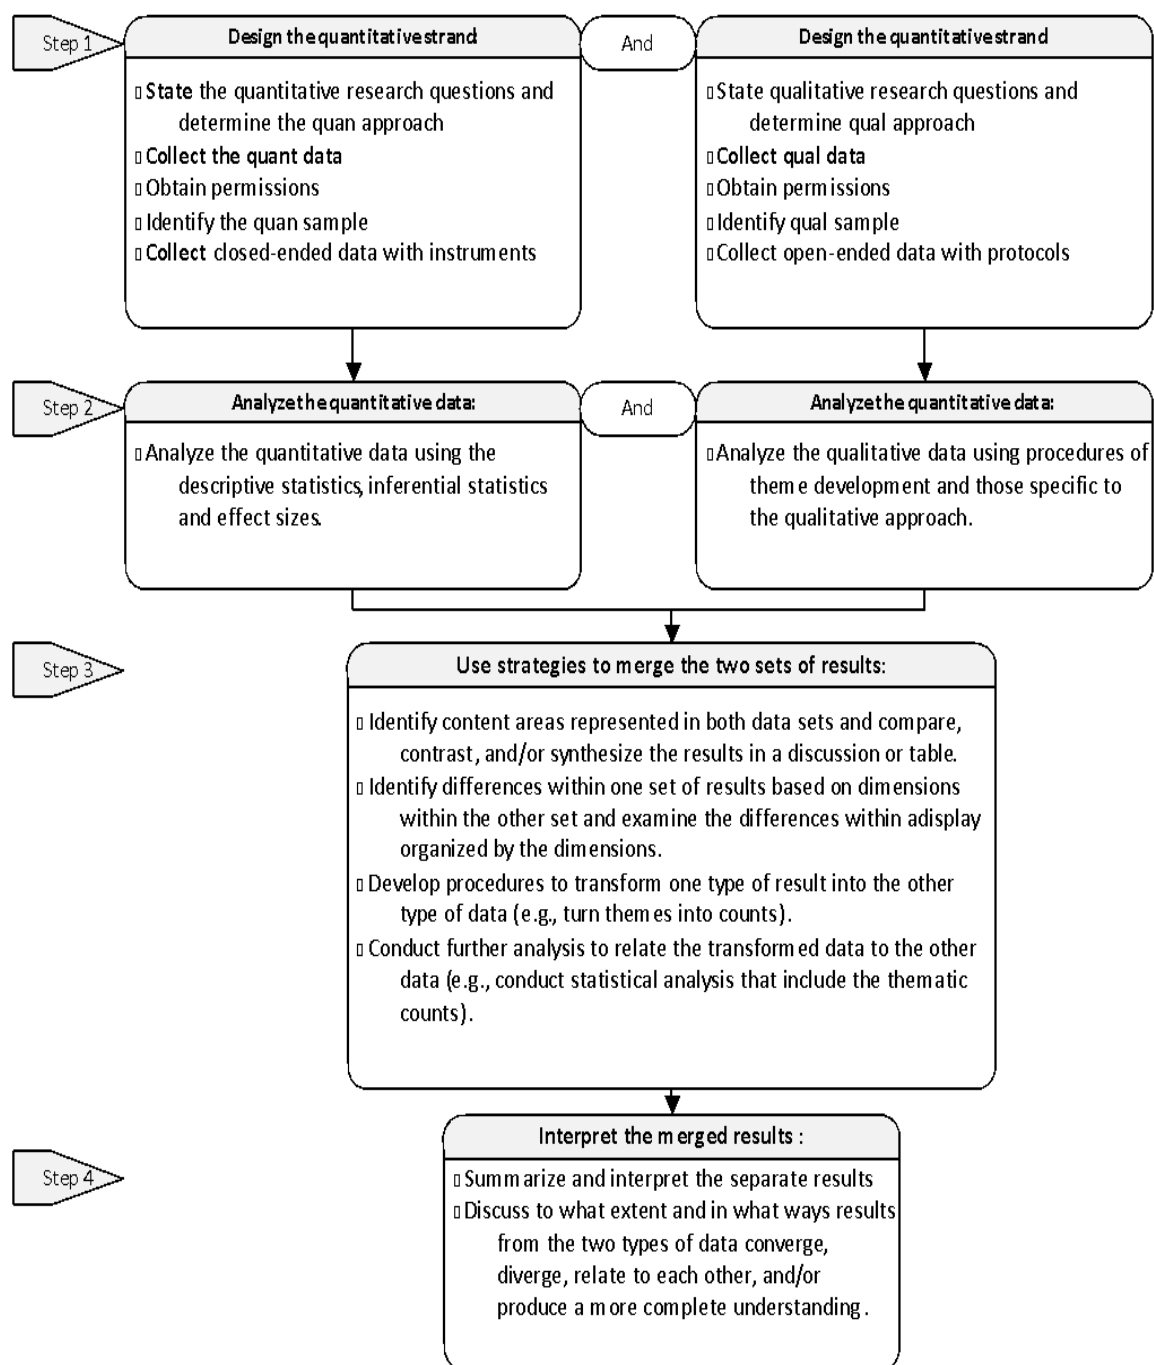 Step 1
Design the quantitative strand:
▯ State the quantitative research questions and
determine the quan approach
▯ Collect the quant data
▯ Obtain permissions
▯ Identify the quan sample
▯ Collect closed-ended data with instruments
And
Design the quantitative strand
▯ State qualitative research questions and
determine qual approach
▯ Collect qual data
▯ Obtain permissions
▯ Identify qual sample
▯ Collect open-ended data with protocols
Step 2
Analyze the quantitative data:
▯ Analyze the quantitative data using the
descriptive statistics, inferential statistics
and effect sizes.
And
Analyze the quantitative data:
▯ Analyze the qualitative data using procedures of
theme development and those specific to
the qualitative approach.
Step 3
Use strategies to merge the two sets of results:
▯ Identify content areas represented in both data sets and compare,
contrast, and/or synthesize the results in a discussion or table.
▯ Identify differences within one set of results based on dimensions
within the other set and examine the differences within adisplay
organized by the dimensions.
▯ Develop procedures to transform one type of result into the other
type of data (e.g., turn themes into counts).
▯ Conduct further analysis to relate the transformed data to the other
data (e.g., conduct statistical analysis that include the thematic
counts).
Step 4
Interpret the merged results :
▯ Summarize and interpret the separate results
▯ Discuss to what extent and in what ways results
from the two types of data converge,
diverge, relate to each other, and/or
produce a more complete understanding .